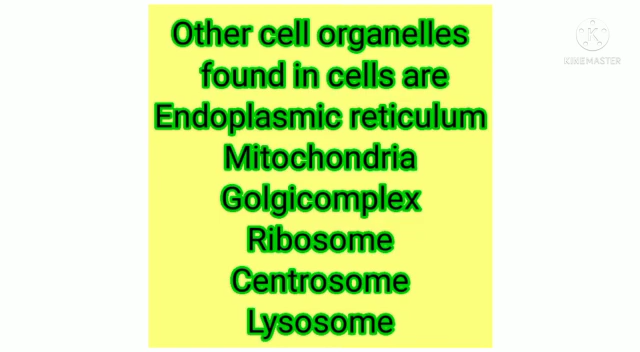 Other cell organelles
found in cells are
Endoplasmic reticulum
Mitochondria
Golgicomplex
Ribosome
Centrosome
Lysosome
K
KINEMASTER